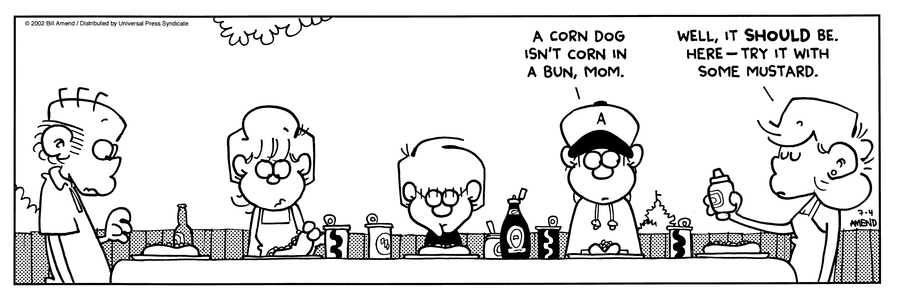 © 2002 Bill Amend / Distributed by Universal Press Syndicate
A CORN DOG
ISN'T CORN IN
A BUN, MOM.
WELL, IT SHOULD BE.
HERE—TRY IT WITH
SOME MUSTARD.
A
7-4
AMEND